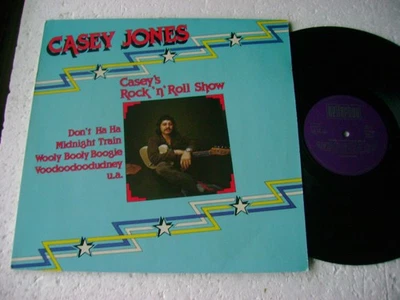 CASEY JONES
Casey's
Rock 'n' Roll Show
Don't Ha Ha
Midnight Train
Wooly Booly Boogie
Voodoodoodudney
u.a.